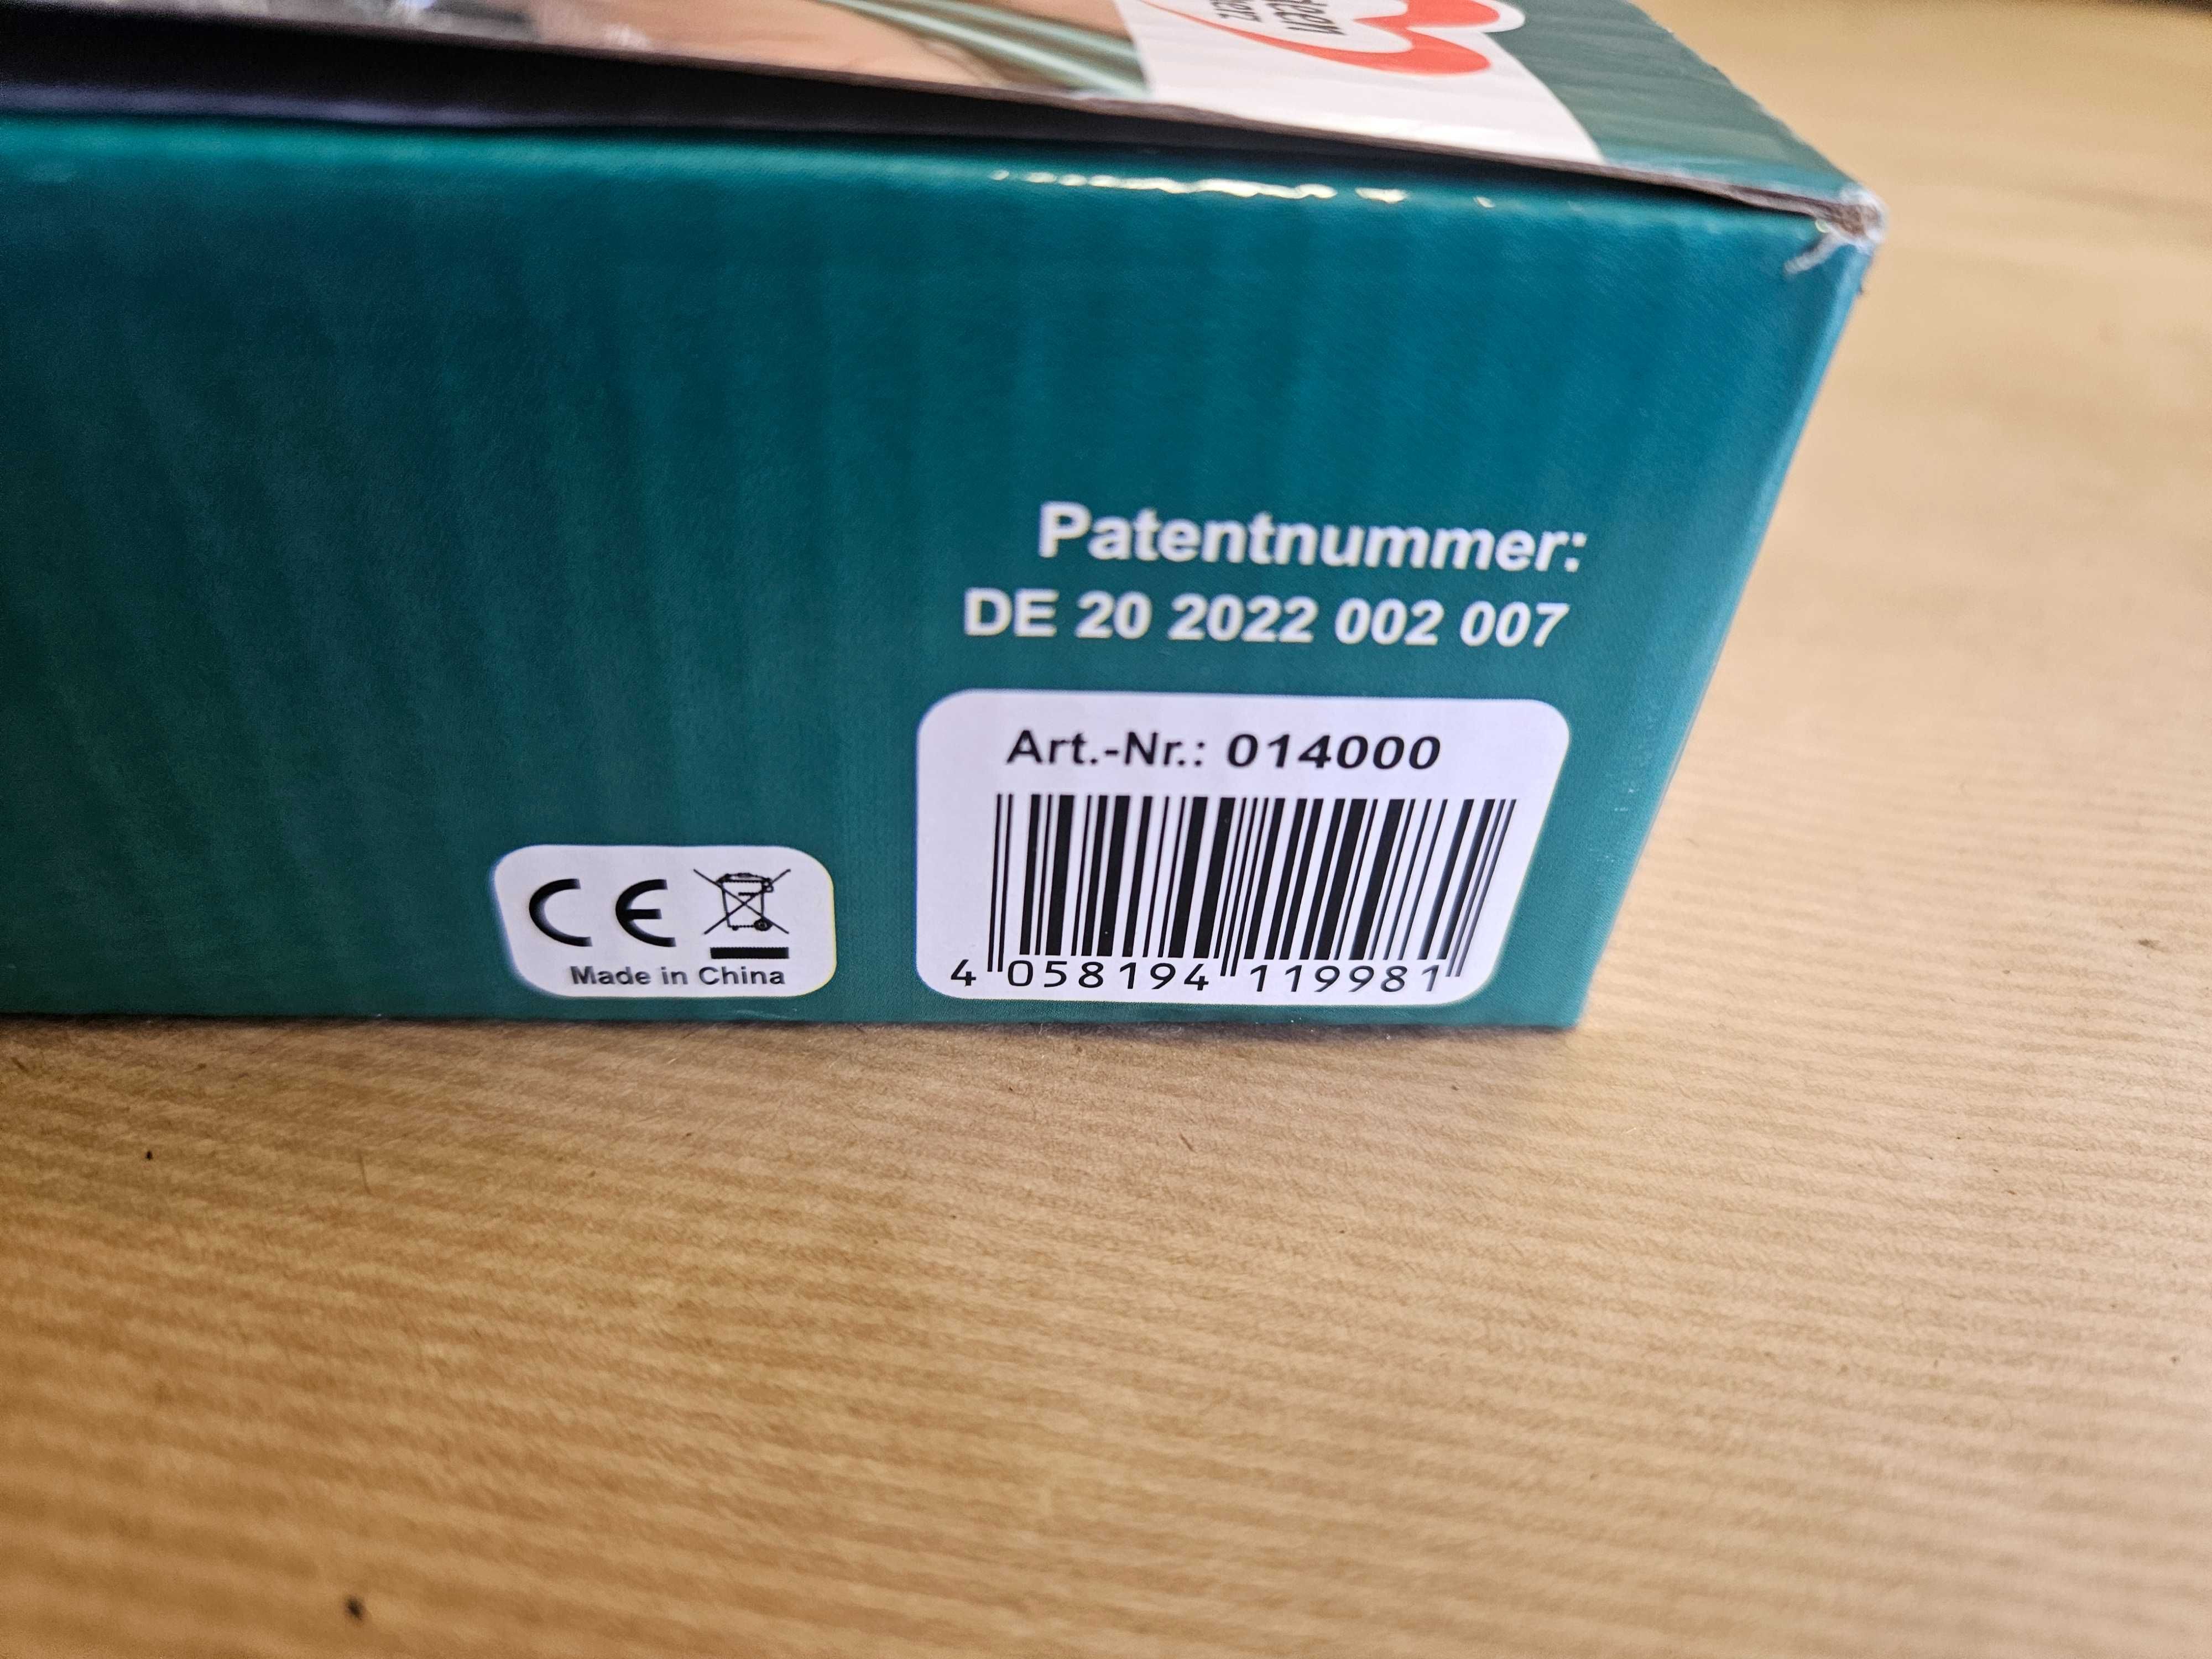 Patentnummer:
DE 20 2022 002 007
Art.-Nr.: 014000
4 058194 119981
CE
Made in China